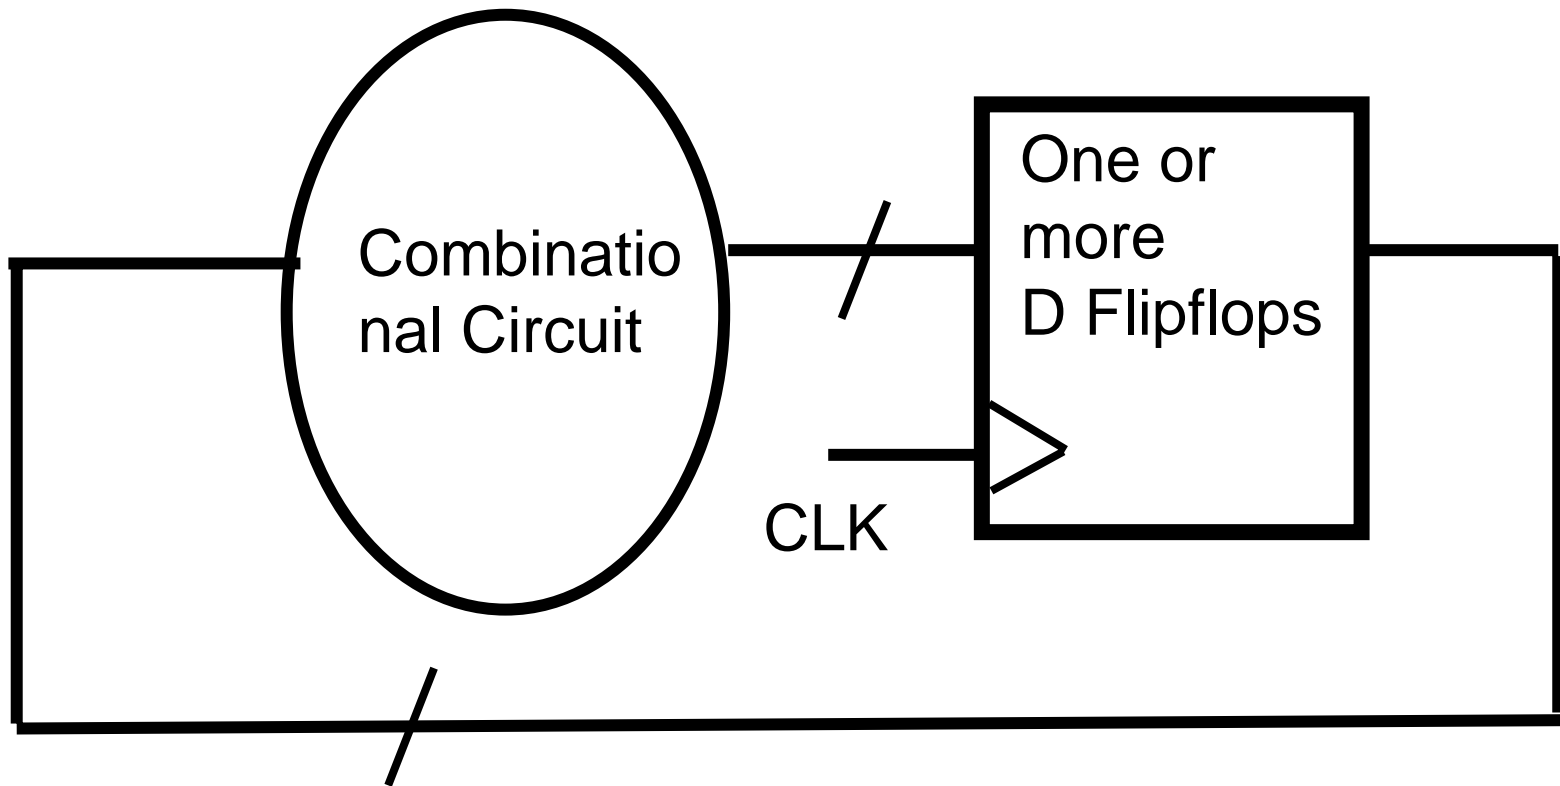 Combinatio
nal Circuit
One or
more
D Flipflops
CLK